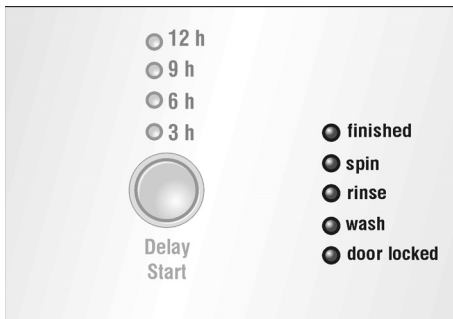 12 h
9 h
6 h
3 h
Delay
Start
finished
spin
rinse
wash
door locked